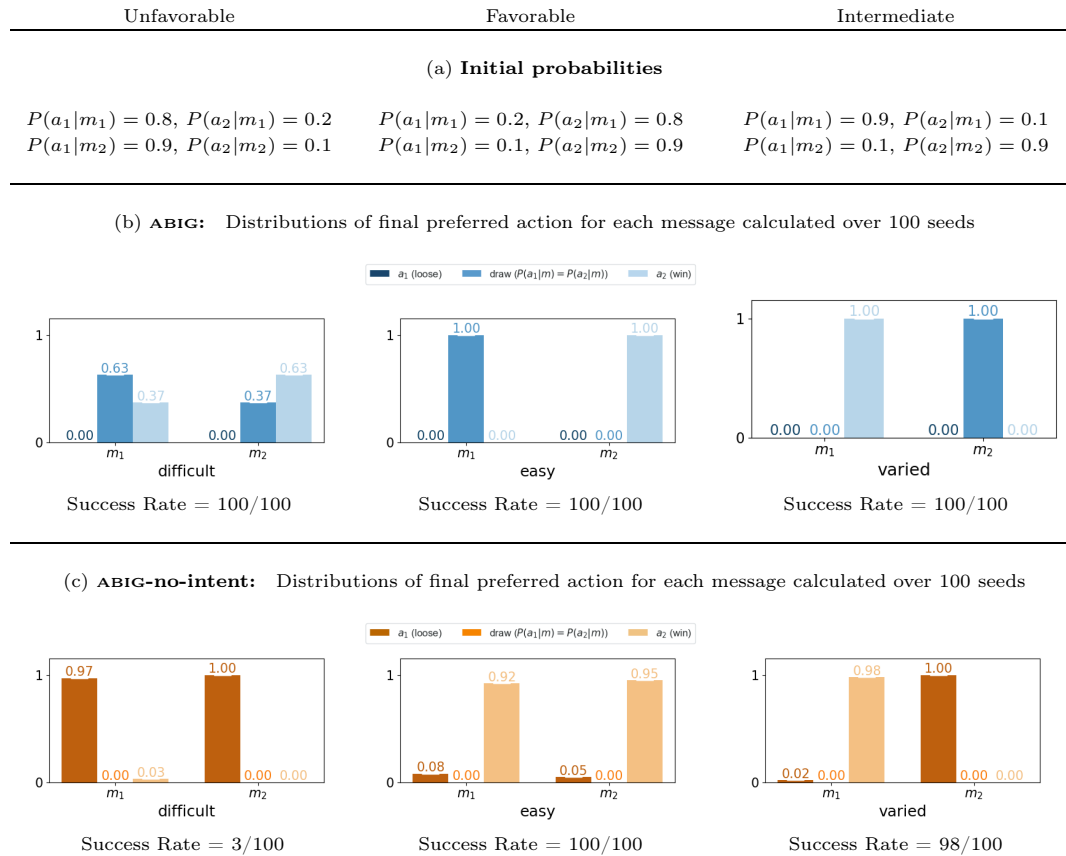 Unfavorable Favorable Intermediate
(a) Initial probabilities
P(a₁|m₁) = 0.8, P(a₂|m₁) = 0.2 P(a₁|m₁) = 0.2, P(a₂|m₁) = 0.8 P(a₁|m₁) = 0.9, P(a₂|m₁) = 0.1
P(a₁|m₂) = 0.9, P(a₂|m₂) = 0.1 P(a₁|m₂) = 0.1, P(a₂|m₂) = 0.9 P(a₁|m₂) = 0.1, P(a₂|m₂) = 0.9
(b) ABIG: Distributions of final preferred action for each message calculated over 100 seeds
a₁ (loose) draw (P(a₁|m) = P(a₂|m)) a₂ (win)
1 0.63 0.37 0.37 0.63 1 1.00 1.00 1 1.00 1.00
0 0.00 0.00 0 0.00 0.00 0.00 0.00 0 0.00 0.00 0.00 0.00
m₁ m₂ m₁ m₂ m₁ m₂
difficult easy varied
Success Rate = 100/100 Success Rate = 100/100 Success Rate = 100/100
(c) ABIG-no-intent: Distributions of final preferred action for each message calculated over 100 seeds
a₁ (loose) draw (P(a₁|m) = P(a₂|m)) a₂ (win)
1 0.97 1.00 1 0.92 0.95 1 0.98 1.00
0 0.00 0.03 0.00 0.00 0 0.08 0.00 0.05 0.00 0 0.02 0.00 0.00 0.00
m₁ m₂ m₁ m₂ m₁ m₂
difficult easy varied
Success Rate = 3/100 Success Rate = 100/100 Success Rate = 98/100